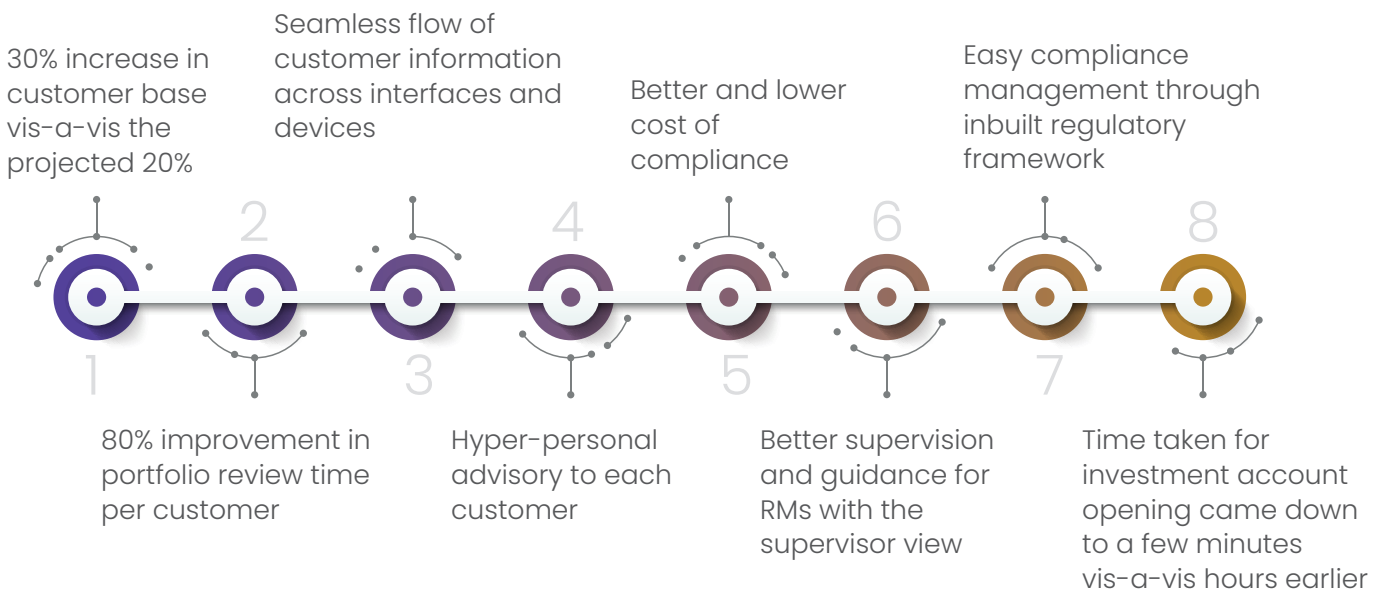 30% increase in
customer base
vis-a-vis the
projected 20%
1
2
80% improvement in
portfolio review time
per customer
Seamless flow of
customer information
across interfaces and
devices
3
4
Hyper-personal
advisory to each
customer
Better and lower
cost of
compliance
5
6
Better supervision
and guidance for
RMs with the
supervisor view
Easy compliance
management through
inbuilt regulatory
framework
7
8
Time taken for
investment account
opening came down
to a few minutes
vis-a-vis hours earlier